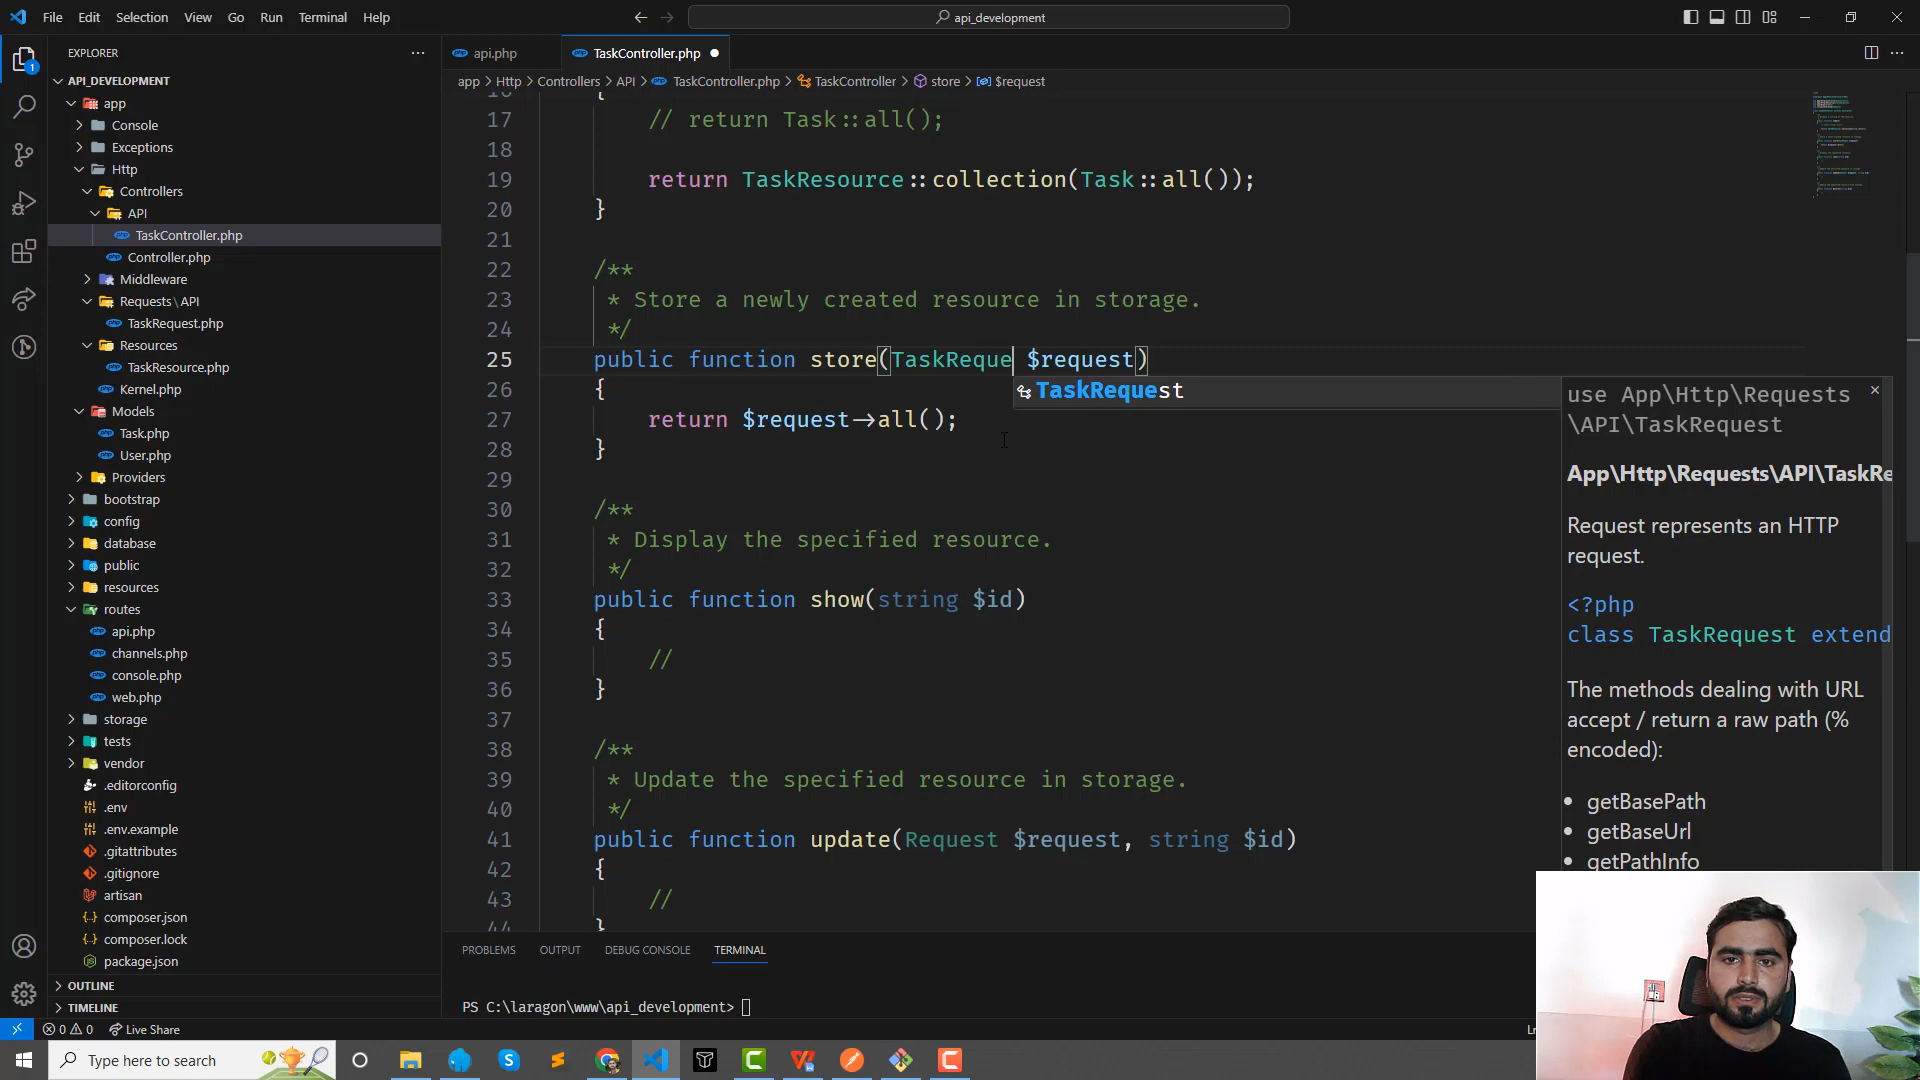 File Edit Selection View Go Run Terminal Help
api_development
EXPLORER
API_DEVELOPMENT
app
Console
Exceptions
Http
Controllers
API
TaskController.php
Controller.php
Middleware
Requests\API
TaskRequest.php
Resources
TaskResource.php
Kernel.php
Models
Task.php
User.php
Providers
bootstrap
config
database
public
resources
routes
api.php
channels.php
console.php
web.php
storage
tests
vendor
.editorconfig
.env
.env.example
.gitattributes
.gitignore
artisan
composer.json
composer.lock
package.json
OUTLINE
TIMELINE
api.php
TaskController.php
app > Http > Controllers > API > TaskController.php > TaskController > store > $request
{
17 // return Task::all();
18
19 return TaskResource::collection(Task::all());
20 }
21
22 /**
23 * Store a newly created resource in storage.
24 */
25 public function store(TaskReque $request)
26 {
27 return $request->all();
28 }
29
30 /**
31 * Display the specified resource.
32 */
33 public function show(string $id)
34 {
35 //
36 }
37
38 /**
39 * Update the specified resource in storage.
40 */
41 public function update(Request $request, string $id)
42 {
43 //
44 }
TaskRequest
use App\Http\Requests
\API\TaskRequest
App\Http\Requests\API\TaskRe
Request represents an HTTP
request.
<?php
class TaskRequest extend
The methods dealing with URL
accept / return a raw path (%
encoded):
getBasePath
getBaseUrl
getPathInfo
PROBLEMS OUTPUT DEBUG CONSOLE TERMINAL
PS C:\laragon\www\api_development>
0 0 Live Share
Type here to search